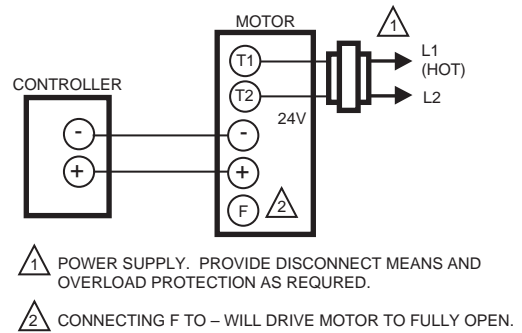 MOTOR
1
L1
(HOT)
T1
CONTROLLER
T2
L2
24V
-
-
+
+
F
2
1 POWER SUPPLY. PROVIDE DISCONNECT MEANS AND
OVERLOAD PROTECTION AS REQURED.
2 CONNECTING F TO – WILL DRIVE MOTOR TO FULLY OPEN.